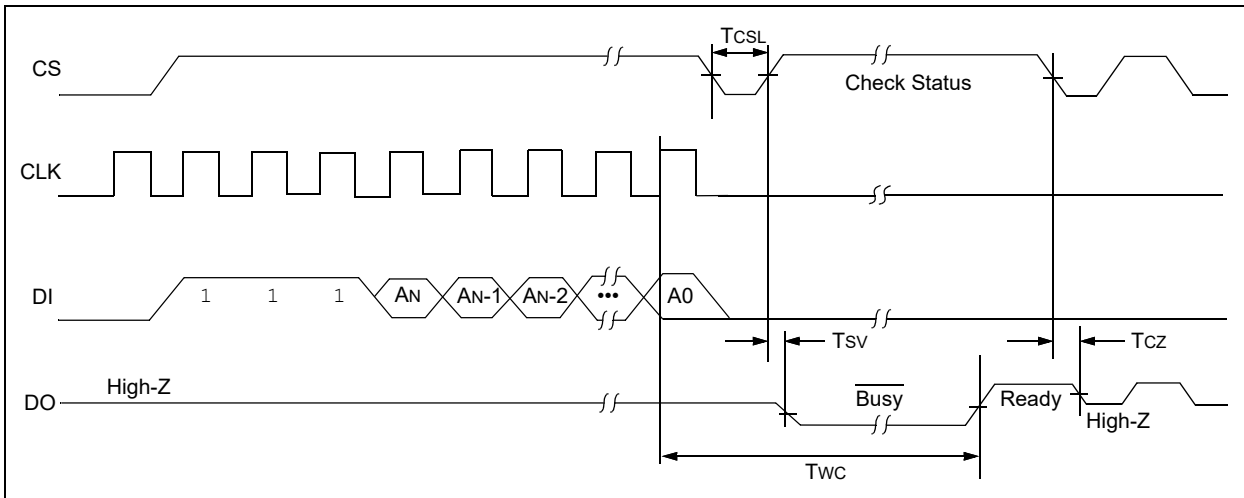 TCSL
CS
Check Status
CLK
DI 1 1 1 AN AN-1 AN-2 ••• A0
TSV TCZ
High-Z
DO
Busy Ready
High-Z
TWC